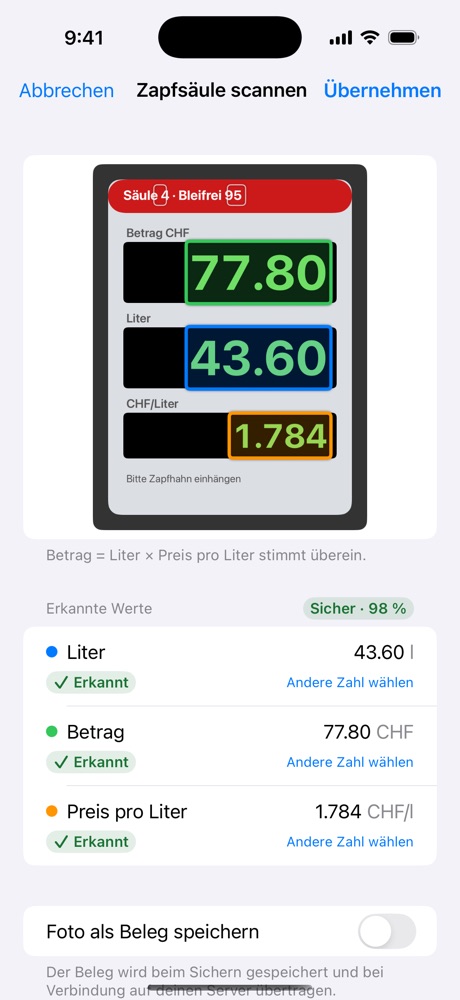 9:41
Abbrechen Zapfsäule scannen Übernehmen
Säule 4 · Bleifrei 95
Betrag CHF
77.80
Liter
43.60
CHF/Liter
1.784
Bitte Zapfhahn einhängen
Betrag = Liter × Preis pro Liter stimmt überein.
Erkannte Werte Sicher · 98 %
Liter 43.60 l
Erkannt Andere Zahl wählen
Betrag 77.80 CHF
Erkannt Andere Zahl wählen
Preis pro Liter 1.784 CHF/l
Erkannt Andere Zahl wählen
Foto als Beleg speichern
Der Beleg wird beim Sichern gespeichert und bei
Verbindung auf deinen Server übertragen.